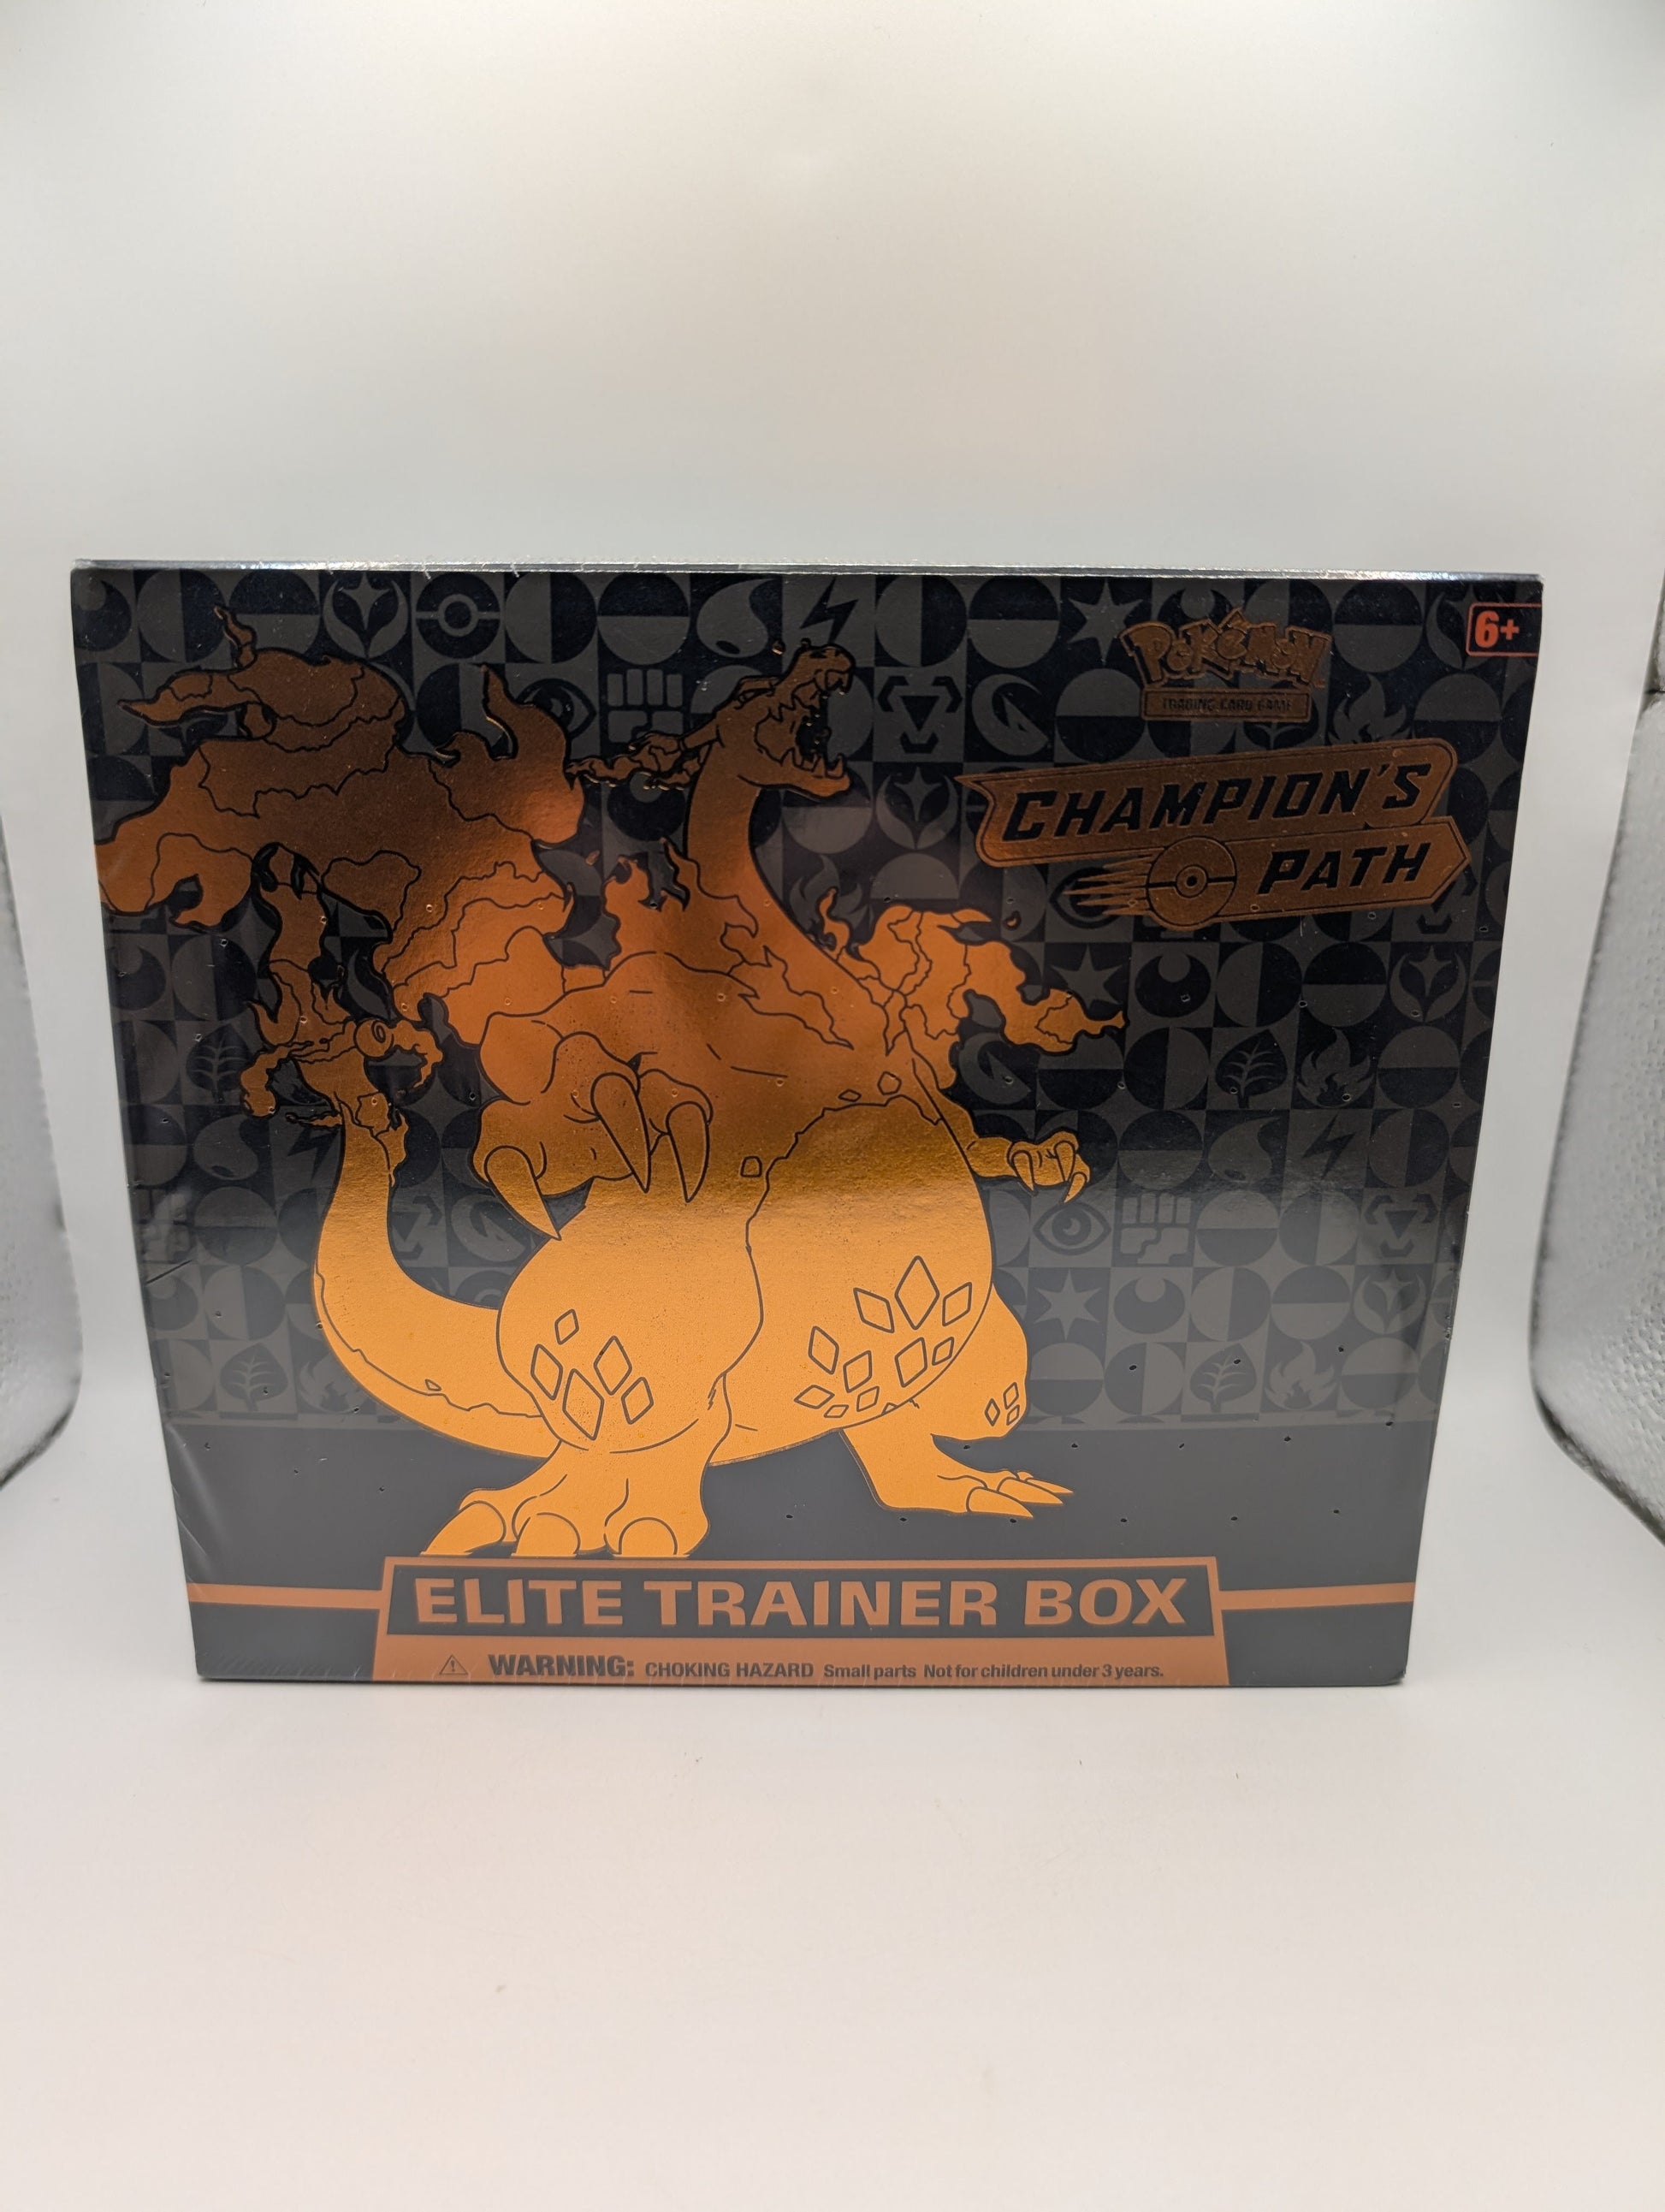 6+
POKÉMON
TRADING CARD GAME
CHAMPION'S
PATH
ELITE TRAINER BOX
WARNING: CHOKING HAZARD Small parts Not for children under 3 years.